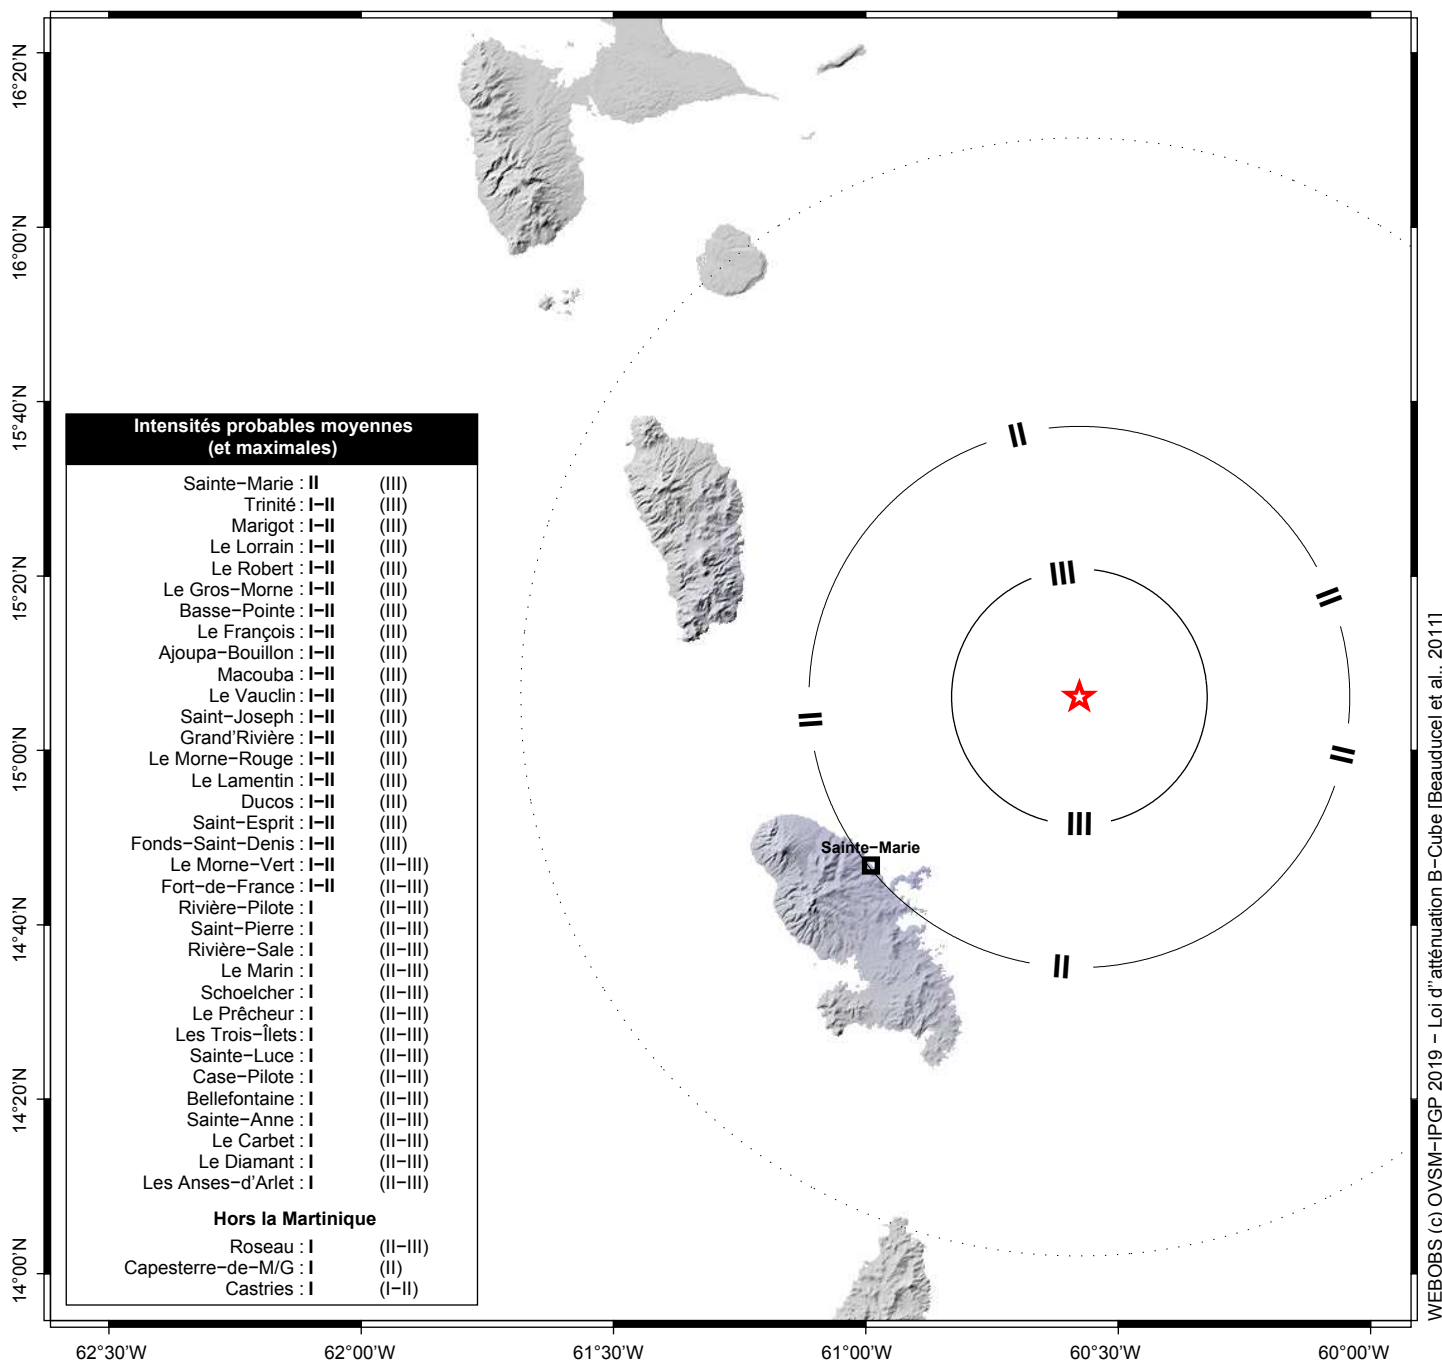 16°20'N
16°00'N
15°40'N
15°20'N
15°00'N
14°40'N
14°20'N
14°00'N
62°30'W
62°00'W
61°30'W
61°00'W
60°30'W
60°00'W
Intensités probables moyennes
(et maximales)
Sainte−Marie : II (III)
Trinité : I−II (III)
Marigot : I−II (III)
Le Lorrain : I−II (III)
Le Robert : I−II (III)
Le Gros−Morne : I−II (III)
Basse−Pointe : I−II (III)
Le François : I−II (III)
Ajoupa−Bouillon : I−II (III)
Macouba : I−II (III)
Le Vauclin : I−II (III)
Saint−Joseph : I−II (III)
Grand'Rivière : I−II (III)
Le Morne−Rouge : I−II (III)
Le Lamentin : I−II (III)
Ducos : I−II (III)
Saint−Esprit : I−II (III)
Fonds−Saint−Denis : I−II (III)
Le Morne−Vert : I−II (II−III)
Fort−de−France : I−II (II−III)
Rivière−Pilote : I (II−III)
Saint−Pierre : I (II−III)
Rivière−Sale : I (II−III)
Le Marin : I (II−III)
Schoelcher : I (II−III)
Le Prêcheur : I (II−III)
Les Trois−Îlets : I (II−III)
Sainte−Luce : I (II−III)
Case−Pilote : I (II−III)
Bellefontaine : I (II−III)
Sainte−Anne : I (II−III)
Le Carbet : I (II−III)
Le Diamant : I (II−III)
Les Anses−d'Arlet : I (II−III)
Hors la Martinique
Roseau : I (II−III)
Capesterre−de−M/G : I (II)
Castries : I (I−II)
II
III
II
II
II
III
Sainte−Marie
II
WEBOBS (c) OVSM−IPGP 2019 − Loi d''atténuation B−Cube [Beauducel et al., 2011]